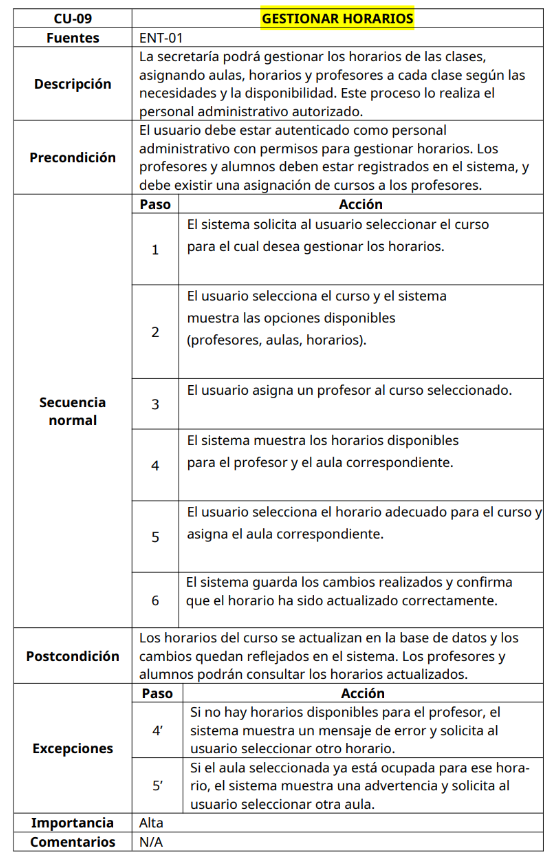 CU-09 GESTIONAR HORARIOS
Fuentes ENT-01
Descripción
La secretaría podrá gestionar los horarios de las clases,
asignando aulas, horarios y profesores a cada clase según las
necesidades y la disponibilidad. Este proceso lo realiza el
personal administrativo autorizado.
Precondición
El usuario debe estar autenticado como personal
administrativo con permisos para gestionar horarios. Los
profesores y alumnos deben estar registrados en el sistema, y
debe existir una asignación de cursos a los profesores.
Secuencia
normal
Paso Acción
1
El sistema solicita al usuario seleccionar el curso
para el cual desea gestionar los horarios.
2
El usuario selecciona el curso y el sistema
muestra las opciones disponibles
(profesores, aulas, horarios).
3
El usuario asigna un profesor al curso seleccionado.
4
El sistema muestra los horarios disponibles
para el profesor y el aula correspondiente.
5
El usuario selecciona el horario adecuado para el curso y
asigna el aula correspondiente.
6
El sistema guarda los cambios realizados y confirma
que el horario ha sido actualizado correctamente.
Postcondición
Los horarios del curso se actualizan en la base de datos y los
cambios quedan reflejados en el sistema. Los profesores y
alumnos podrán consultar los horarios actualizados.
Excepciones
Paso Acción
4’
Si no hay horarios disponibles para el profesor, el
sistema muestra un mensaje de error y solicita al
usuario seleccionar otro horario.
5’
Si el aula seleccionada ya está ocupada para ese hora-
rio, el sistema muestra una advertencia y solicita al
usuario seleccionar otra aula.
Importancia Alta
Comentarios N/A